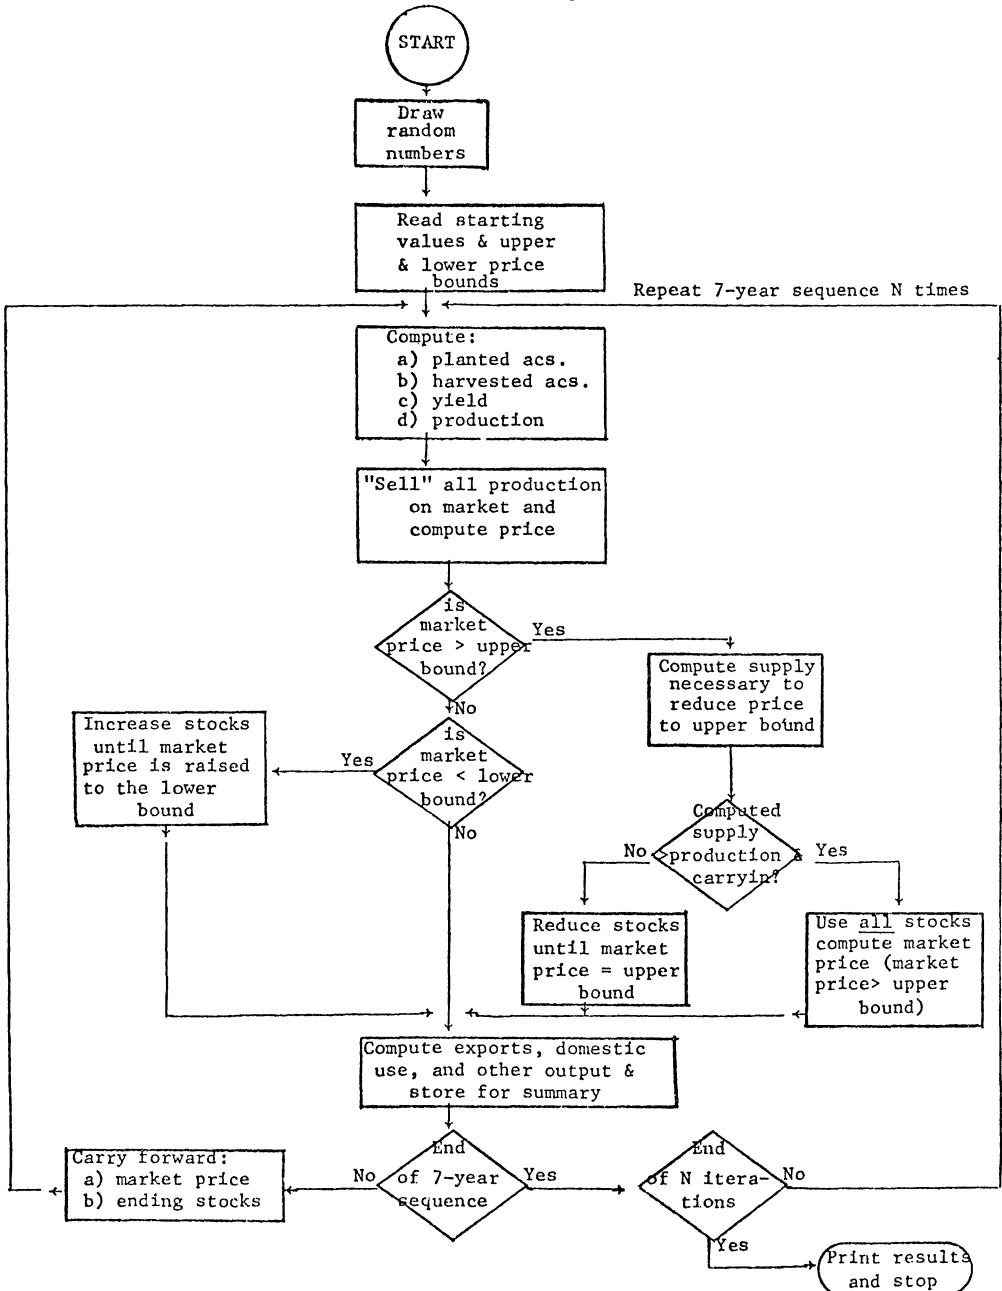 START
Draw
random
numbers
Read starting
values & upper
& lower price
bounds
Repeat 7-year sequence N times
Compute:
a) planted acs.
b) harvested acs.
c) yield
d) production
"Sell" all production
on market and
compute price
is
market
price > upper
bound?
Yes
No
Compute supply
necessary to
reduce price
to upper bound
is
market
price < lower
bound?
Yes
No
Increase stocks
until market
price is raised
to the lower
bound
Computed
supply
>production &
carryin?
No
Yes
Reduce stocks
until market
price = upper
bound
Use all stocks
compute market
price (market
price> upper
bound)
Compute exports, domestic
use, and other output &
store for summary
End
of 7-year
sequence
No
Yes
Carry forward:
a) market price
b) ending stocks
End
of N itera-
tions
No
Yes
Print results
and stop